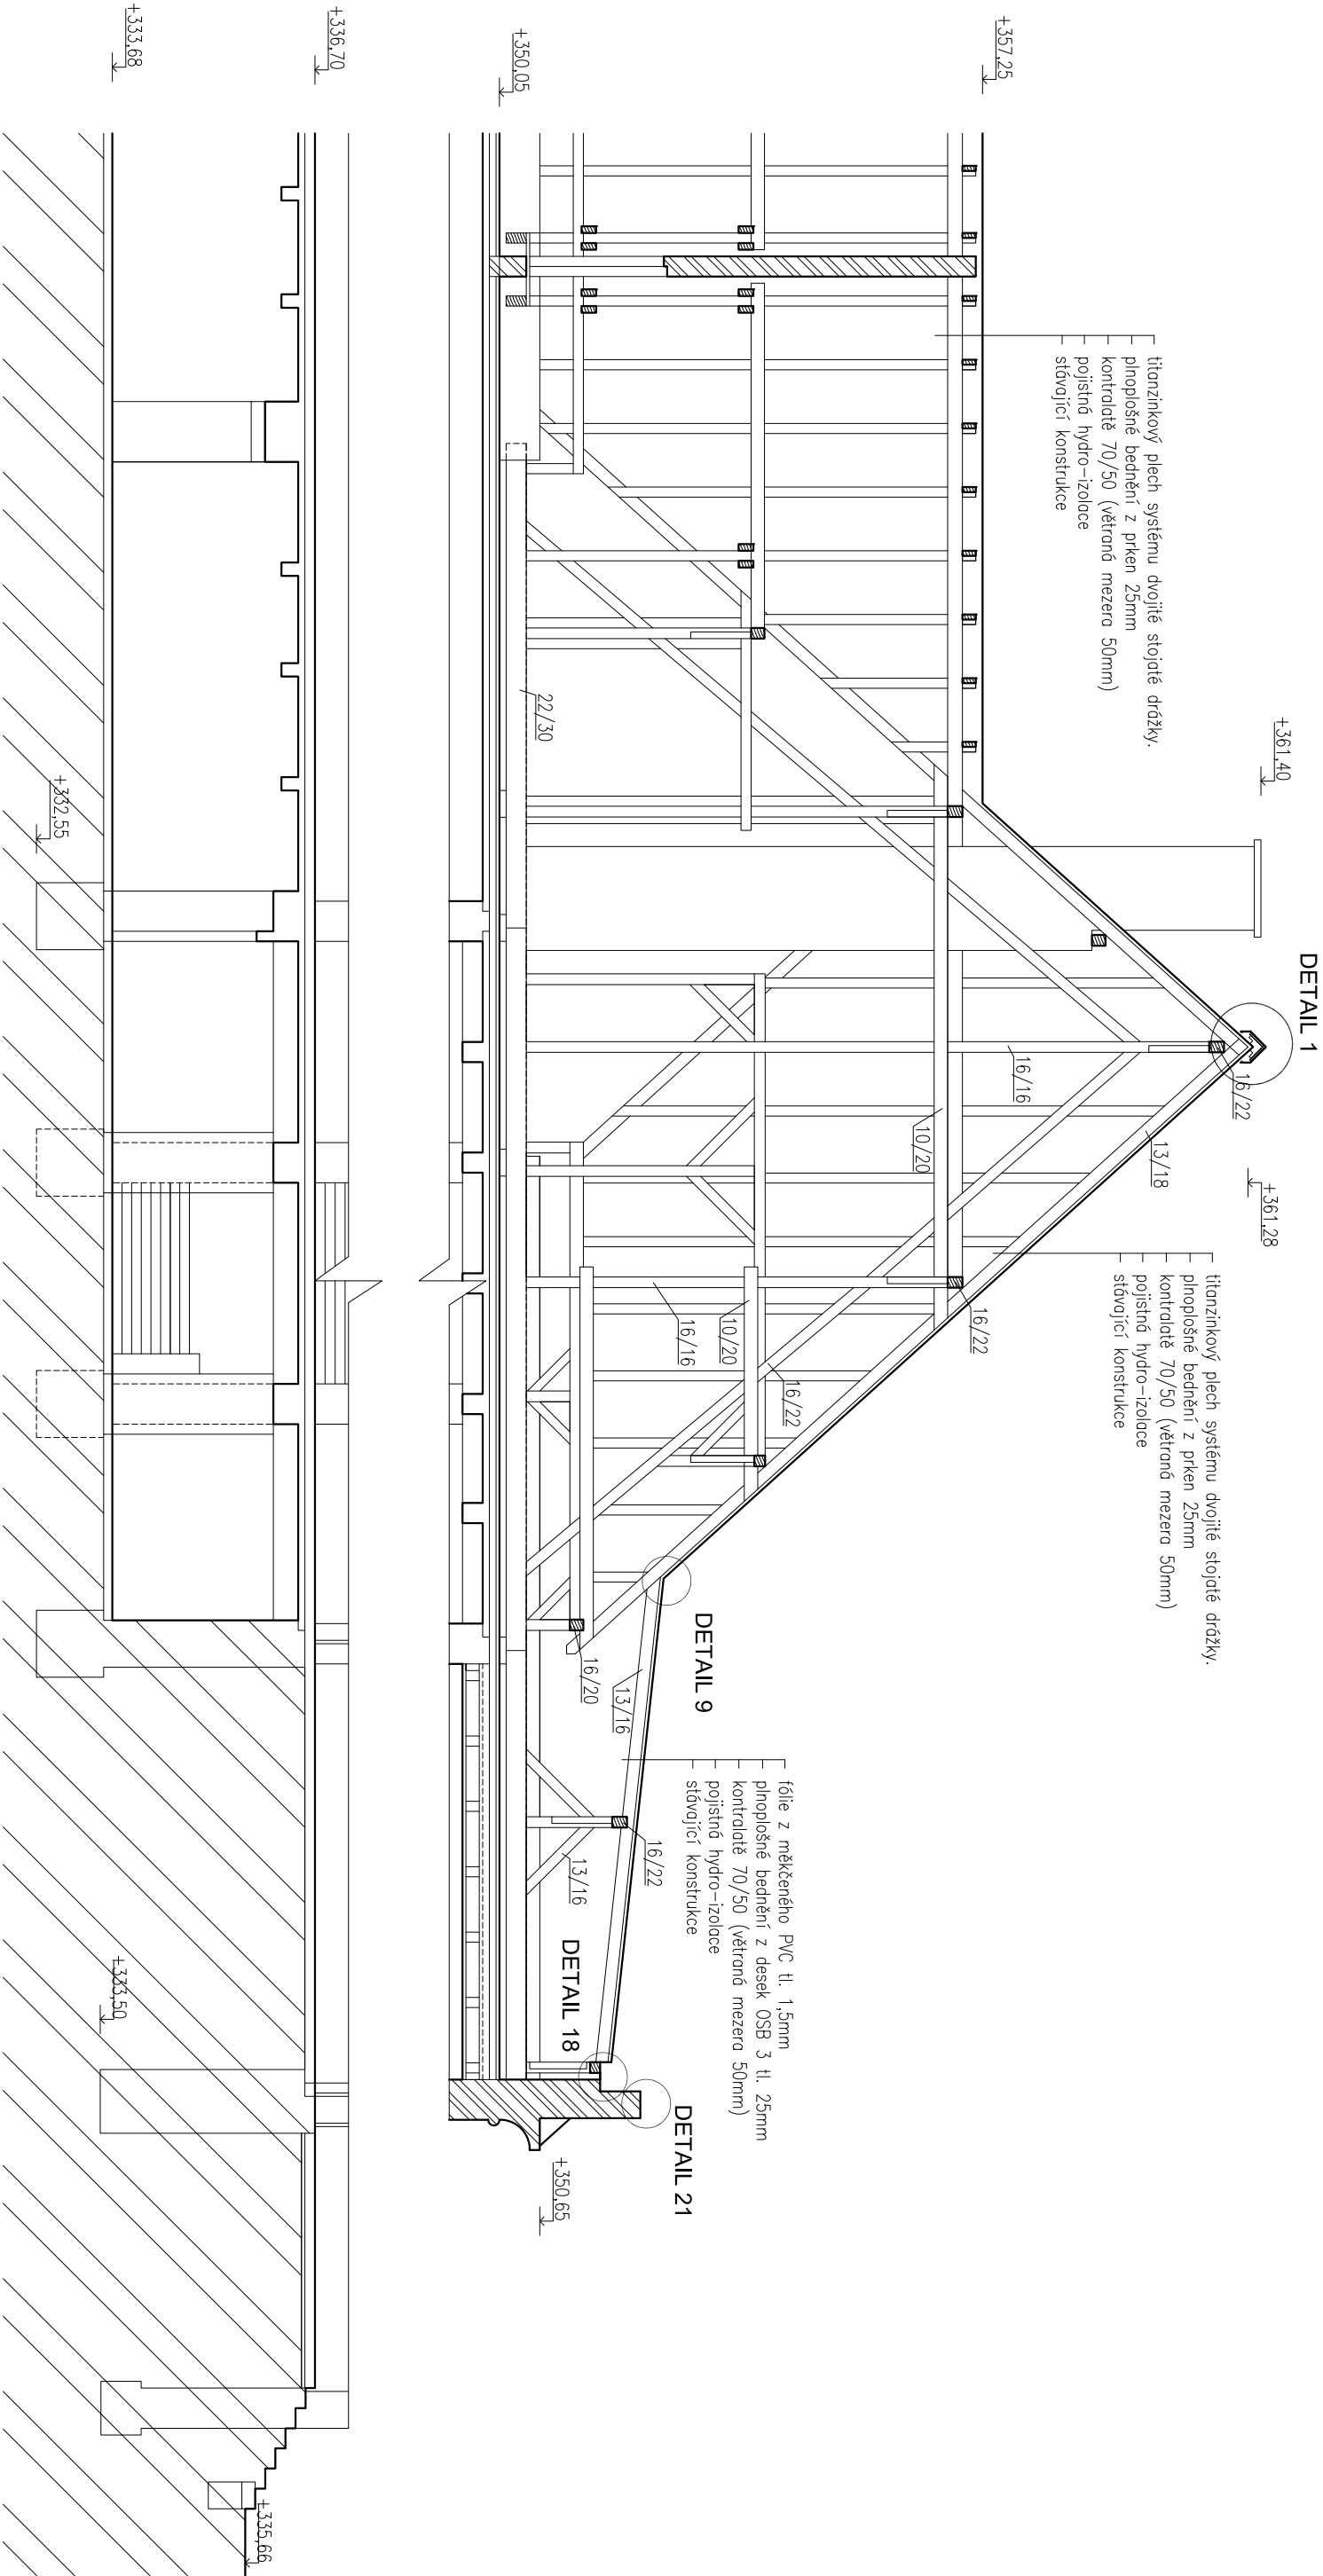 DETAIL 1
+361,40
+361,28
titanzinkový plech systému dvojité stojaté drážky.
plnoplošné bednění z prken 25mm
kontralatě 70/50 (větraná mezera 50mm)
pojistná hydro-izolace
stávající konstrukce
titanzinkový plech systému dvojité stojaté drážky.
plnoplošné bednění z prken 25mm
kontralatě 70/50 (větraná mezera 50mm)
pojistná hydro-izolace
stávající konstrukce
16/22
13/18
16/16
+357,25
16/22
10/20
16/22
10/20
16/16
DETAIL 9
DETAIL 21
fólie z měkčeného PVC tl. 1,5mm
plnoplošné bednění z desek OSB 3 tl. 25mm
kontralatě 70/50 (větraná mezera 50mm)
pojistná hydro-izolace
stávající konstrukce
16/22
13/16
16/20
13/16
DETAIL 18
22/30
+350,05
+350,65
+336,70
+335,66
+333,68
+333,50
+332,55